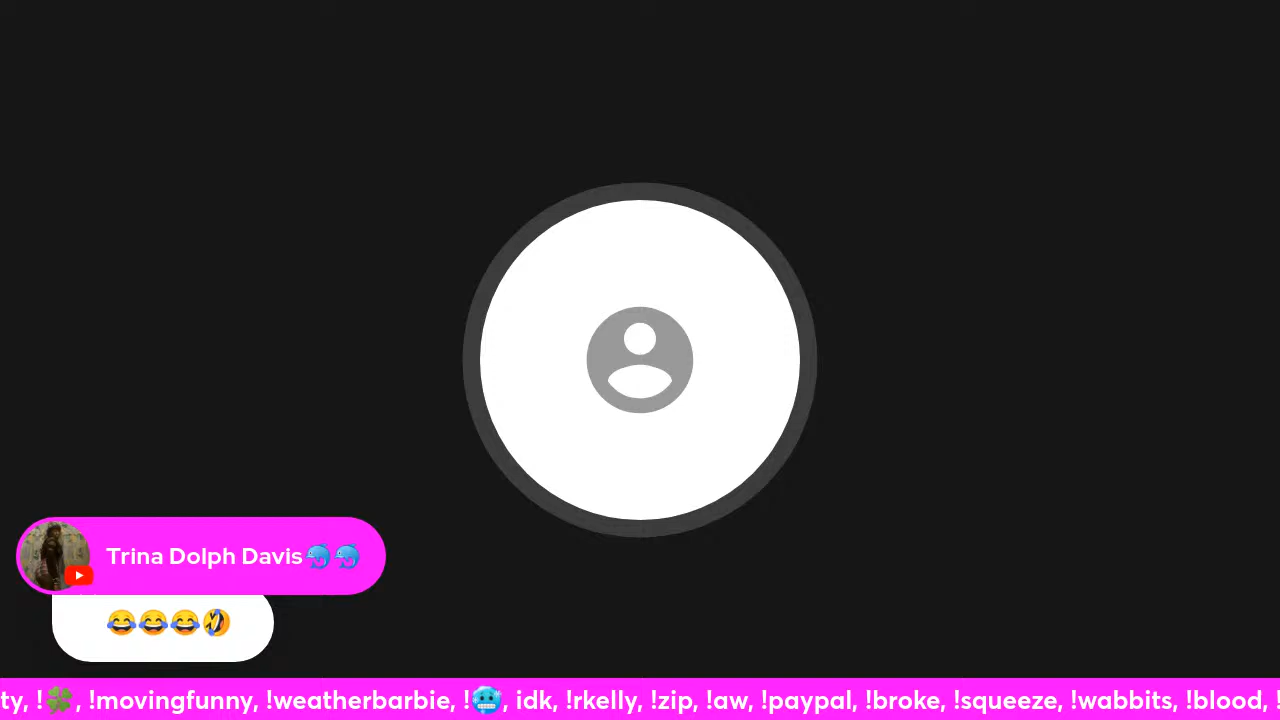 Trina Dolph Davis🐬🐬
😂😂😂🤣
ty, !🍀, !movingfunny, !weatherbarbie, !🥶, idk, !rkelly, !zip, !aw, !paypal, !broke, !squeeze, !wabbits, !blood, !